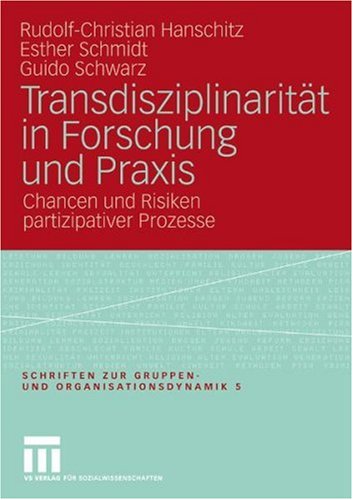 Rudolf-Christian Hanschitz
Esther Schmidt
Guido Schwarz
Transdisziplinarität
in Forschung
und Praxis
Chancen und Risiken
partizipativer Prozesse
SCHRIFTEN ZUR GRUPPEN-
UND ORGANISATIONSDYNAMIK 5
VS VERLAG FÜR SOZIALWISSENSCHAFTEN